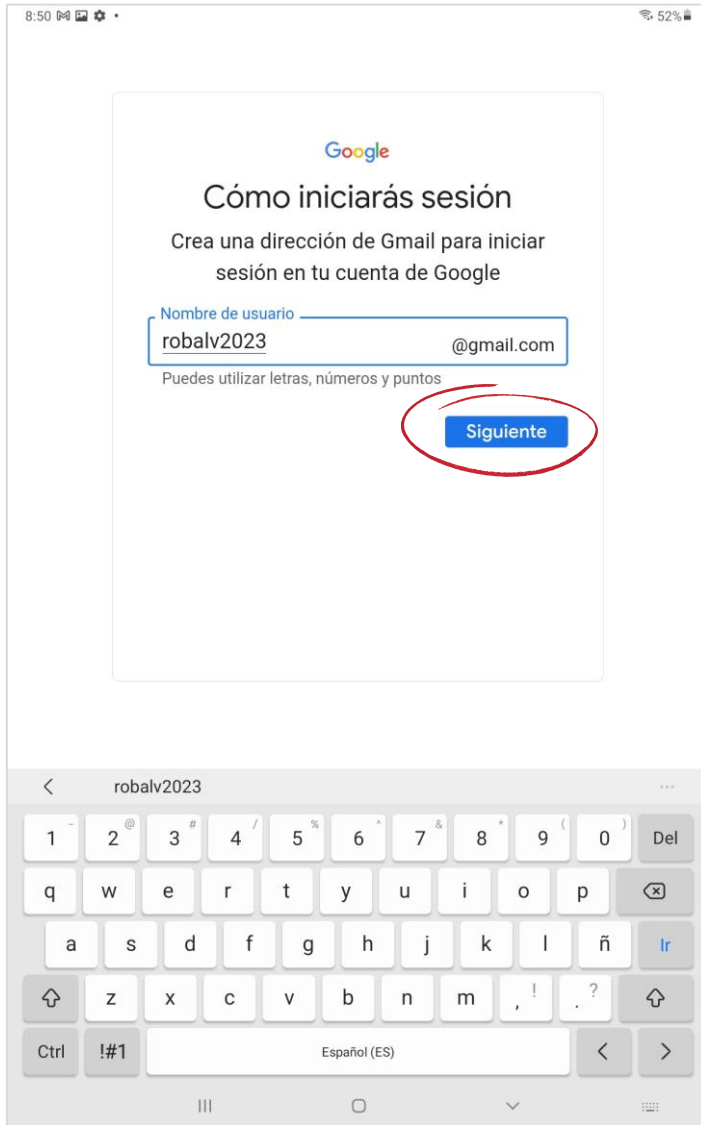 8:50 52%
Google
Cómo iniciarás sesión
Crea una dirección de Gmail para iniciar
sesión en tu cuenta de Google
Nombre de usuario
robalv2023 @gmail.com
Puedes utilizar letras, números y puntos
Siguiente
robalv2023
1 - 2 @ 3 # 4 / 5 % 6 ^ 7 & 8 * 9 ( 0 ) Del
q w e r t y u i o p
a s d f g h j k l ñ Ir
z x c v b n m , ! . ?
Ctrl !#1 Español (ES) < >